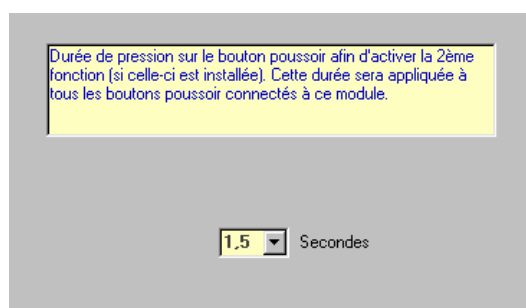 Durée de pression sur le bouton poussoir afin d'activer la 2ème
fonction (si celle-ci est installée). Cette durée sera appliquée à
tous les boutons poussoir connectés à ce module.
1,5 Secondes